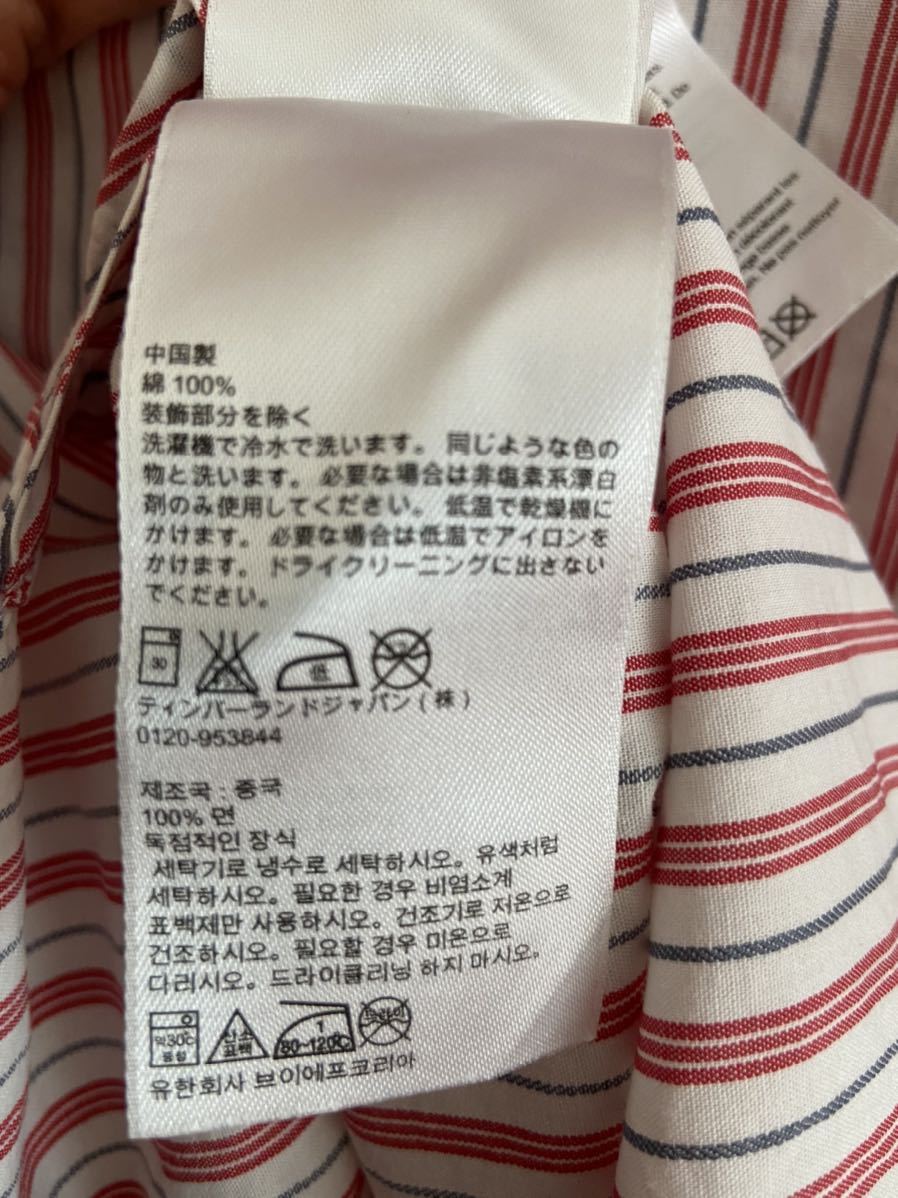 中国製
綿 100%
装飾部分を除く
洗濯機で冷水で洗います。 同じような色の
物と洗います。 必要な場合は非塩素系漂白
剤のみ使用してください。 低温で乾燥機に
かけます。 必要な場合は低温でアイロンを
かけます。 ドライクリーニングに出さない
でください。
30
低
ティンバーランドジャパン ( 株 )
0120-953844
제조국 : 중국
100% 면
독점적인 장식
세탁기로 냉수로 세탁하시오. 유색처럼
세탁하시오. 필요한 경우 비염소계
표백제만 사용하시오. 건조기로 저온으로
건조하시오. 필요할 경우 미온으로
다리시오. 드라이클리닝 하지 마시오.
약30℃
중성
산소
표백
1
80~120℃
드라이
유한회사 브이에프코리아
Ne pas nettoyer